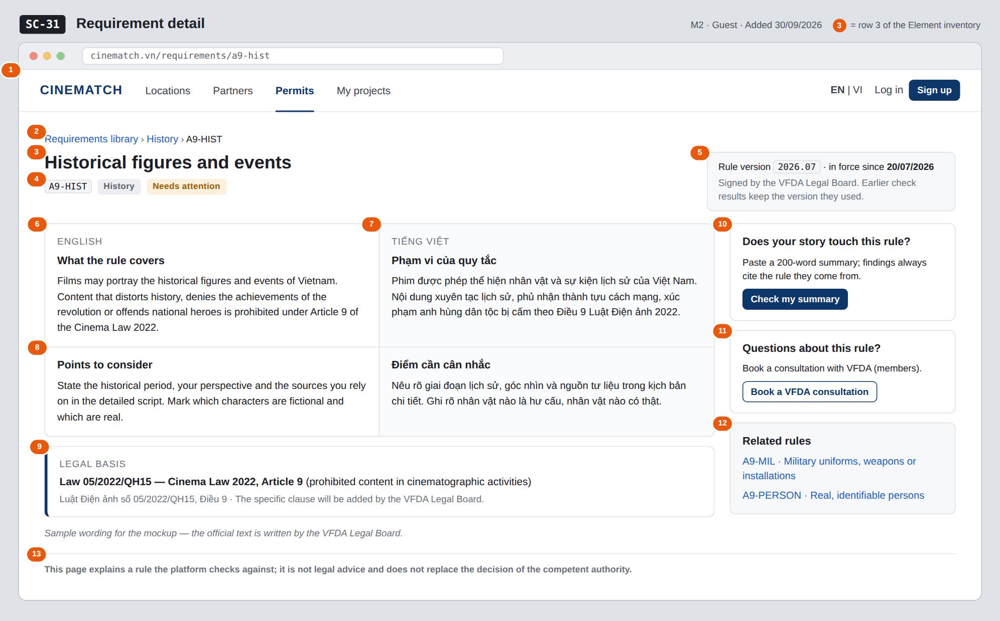 SC-31 Requirement detail
M2 · Guest · Added 30/09/2026 3 = row 3 of the Element inventory
cinematch.vn/requirements/a9-hist
1
CINEMATCH Locations Partners Permits My projects EN | VI Log in Sign up
2
Requirements library › History › A9-HIST
3
Historical figures and events
4
A9-HIST History Needs attention
5
Rule version 2026.07 · in force since 20/07/2026
Signed by the VFDA Legal Board. Earlier check
results keep the version they used.
6
ENGLISH
What the rule covers
Films may portray the historical figures and events of Vietnam.
Content that distorts history, denies the achievements of the
revolution or offends national heroes is prohibited under Article 9 of
the Cinema Law 2022.
7
TIẾNG VIỆT
Phạm vi của quy tắc
Phim được phép thể hiện nhân vật và sự kiện lịch sử của Việt Nam.
Nội dung xuyên tạc lịch sử, phủ nhận thành tựu cách mạng, xúc
phạm anh hùng dân tộc bị cấm theo Điều 9 Luật Điện ảnh 2022.
8
Points to consider
State the historical period, your perspective and the sources you rely
on in the detailed script. Mark which characters are fictional and
which are real.
Điểm cần cân nhắc
Nêu rõ giai đoạn lịch sử, góc nhìn và nguồn tư liệu trong kịch bản
chi tiết. Ghi rõ nhân vật nào là hư cấu, nhân vật nào có thật.
9
LEGAL BASIS
Law 05/2022/QH15 — Cinema Law 2022, Article 9 (prohibited content in cinematographic activities)
Luật Điện ảnh số 05/2022/QH15, Điều 9 · The specific clause will be added by the VFDA Legal Board.
Sample wording for the mockup — the official text is written by the VFDA Legal Board.
10
Does your story touch this rule?
Paste a 200-word summary; findings always
cite the rule they come from.
Check my summary
11
Questions about this rule?
Book a consultation with VFDA (members).
Book a VFDA consultation
12
Related rules
A9-MIL · Military uniforms, weapons or
installations
A9-PERSON · Real, identifiable persons
13
This page explains a rule the platform checks against; it is not legal advice and does not replace the decision of the competent authority.